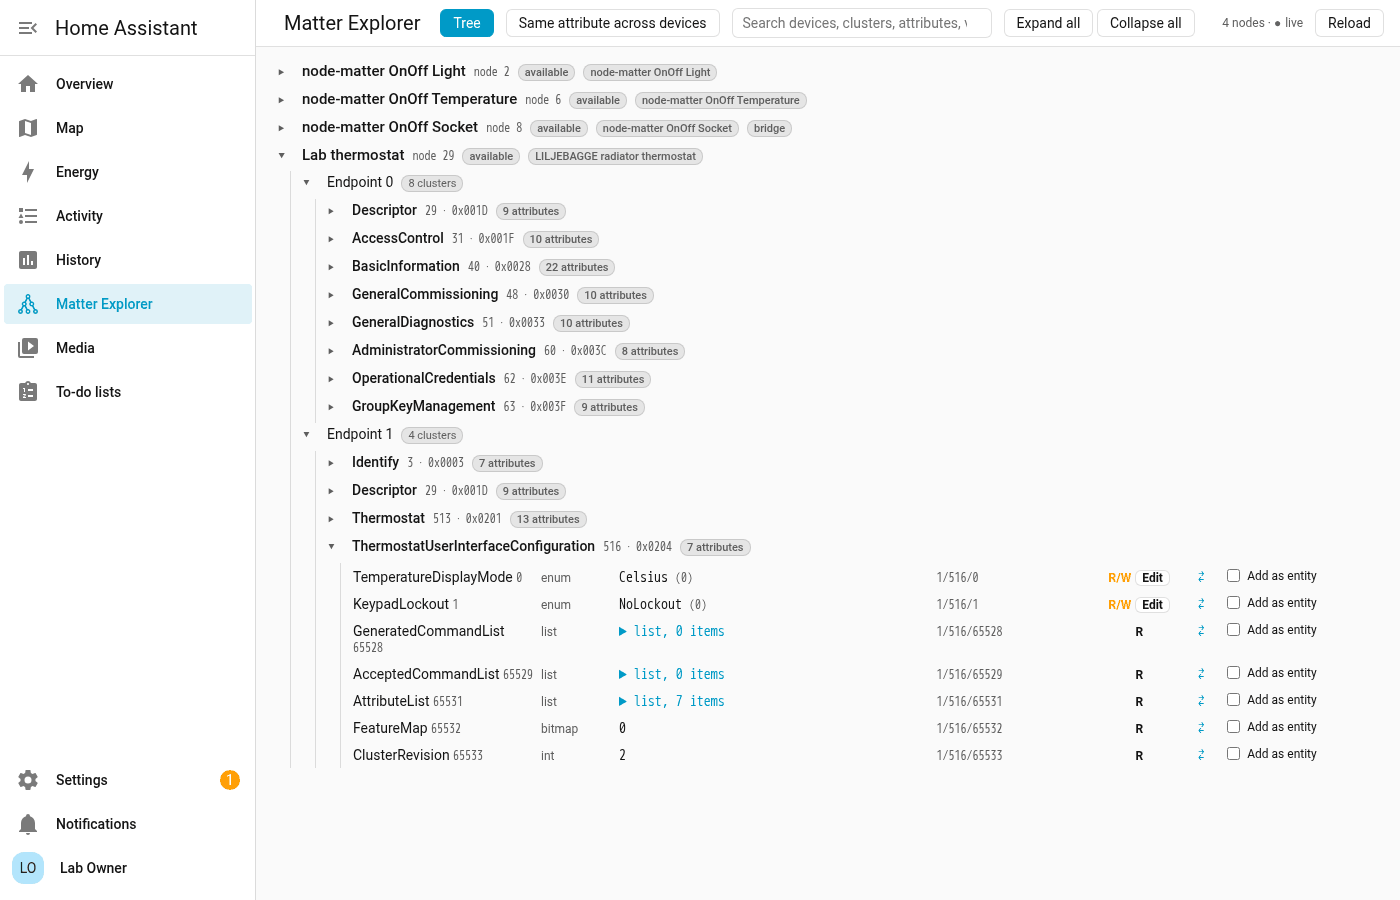 Home Assistant
Overview
Map
Energy
Activity
History
Matter Explorer
Media
To-do lists
Settings 1
Notifications
LO Lab Owner
Matter Explorer Tree Same attribute across devices Search devices, clusters, attributes, Expand all Collapse all 4 nodes · ● live Reload
node-matter OnOff Light node 2 available node-matter OnOff Light
node-matter OnOff Temperature node 6 available node-matter OnOff Temperature
node-matter OnOff Socket node 8 available node-matter OnOff Socket bridge
Lab thermostat node 29 available LILJEBAGGE radiator thermostat
Endpoint 0 8 clusters
Descriptor 29 · 0x001D 9 attributes
AccessControl 31 · 0x001F 10 attributes
BasicInformation 40 · 0x0028 22 attributes
GeneralCommissioning 48 · 0x0030 10 attributes
GeneralDiagnostics 51 · 0x0033 10 attributes
AdministratorCommissioning 60 · 0x003C 8 attributes
OperationalCredentials 62 · 0x003E 11 attributes
GroupKeyManagement 63 · 0x003F 9 attributes
Endpoint 1 4 clusters
Identify 3 · 0x0003 7 attributes
Descriptor 29 · 0x001D 9 attributes
Thermostat 513 · 0x0201 13 attributes
ThermostatUserInterfaceConfiguration 516 · 0x0204 7 attributes
TemperatureDisplayMode 0 enum Celsius (0) 1/516/0 R/W Edit Add as entity
KeypadLockout 1 enum NoLockout (0) 1/516/1 R/W Edit Add as entity
GeneratedCommandList list list, 0 items 1/516/65528 R Add as entity
65528
AcceptedCommandList 65529 list list, 0 items 1/516/65529 R Add as entity
AttributeList 65531 list list, 7 items 1/516/65531 R Add as entity
FeatureMap 65532 bitmap 0 1/516/65532 R Add as entity
ClusterRevision 65533 int 2 1/516/65533 R Add as entity